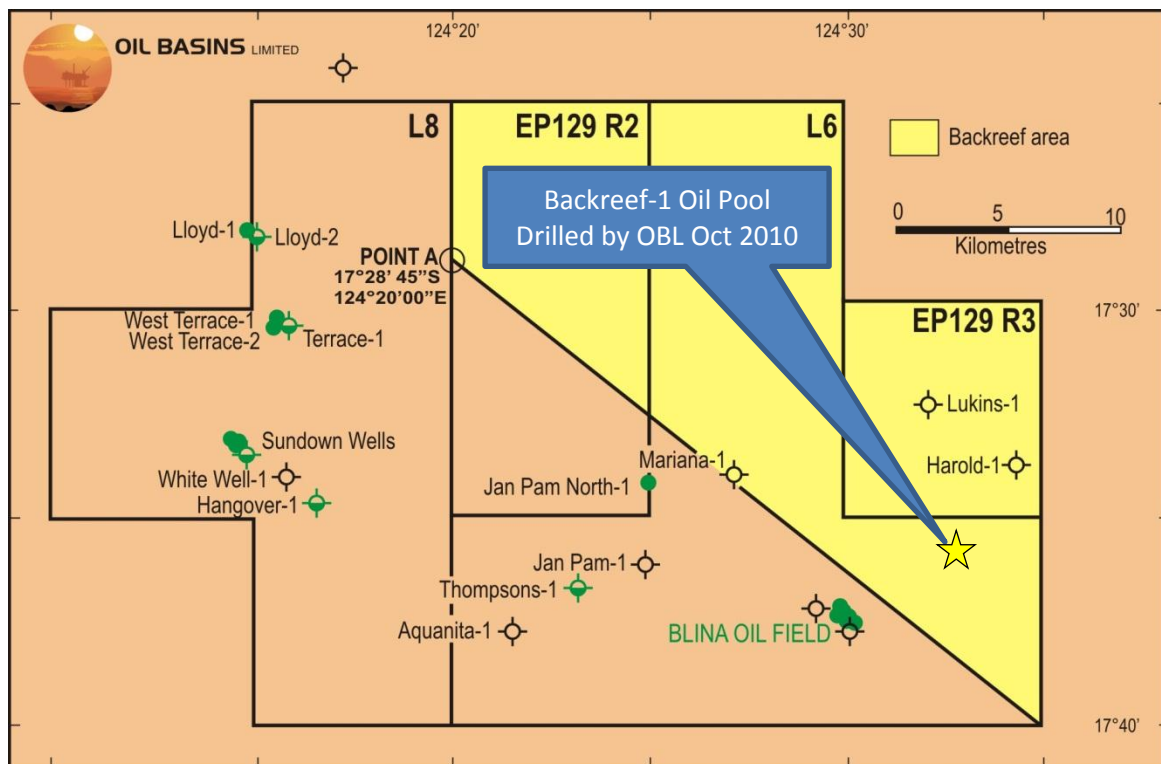 OIL BASINS LIMITED
124°20'
124°30'
L8
EP129 R2
L6
Backreef area
Backreef-1 Oil Pool
Drilled by OBL Oct 2010
0 5 10
Kilometres
Lloyd-1
Lloyd-2
POINT A
17°28' 45”S
124°20'00”E
17°30'
West Terrace-1
West Terrace-2
Terrace-1
EP129 R3
Lukins-1
Sundown Wells
White Well-1
Hangover-1
Mariana-1
Harold-1
Jan Pam North-1
Jan Pam-1
Thompsons-1
Aquanita-1
BLINA OIL FIELD
17°40'